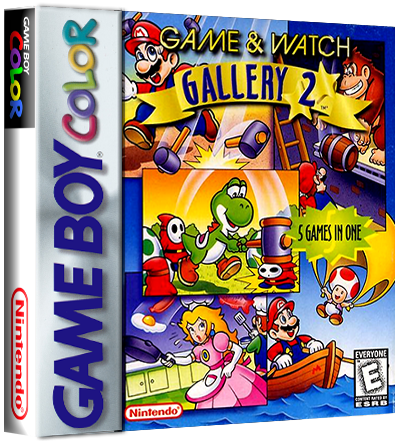 GAME BOY
COLOR
Nintendo
GAME BOY COLOR
GAME & WATCH
GALLERY 2
TM
5 GAMES IN ONE
Nintendo
EVERYONE
E
CONTENT RATED BY
ESRB